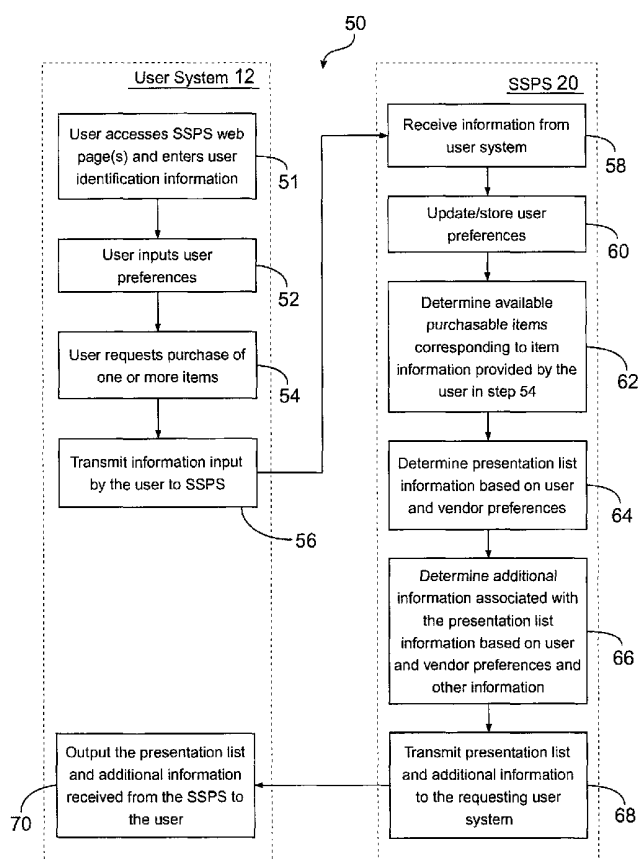 50
User System 12
User accesses SSPS web
page(s) and enters user
identification information
51
User inputs user
preferences
52
User requests purchase of
one or more items
54
Transmit information input
by the user to SSPS
56
Output the presentation list
and additional information
received from the SSPS to
the user
70
SSPS 20
Receive information from
user system
58
Update/store user
preferences
60
Determine available
purchasable items
corresponding to item
information provided by the
user in step 54
62
Determine presentation list
information based on user
and vendor preferences
64
Determine additional
information associated with
the presentation list
information based on user
and vendor preferences and
other information
66
Transmit presentation list
and additional information
to the requesting user
system
68